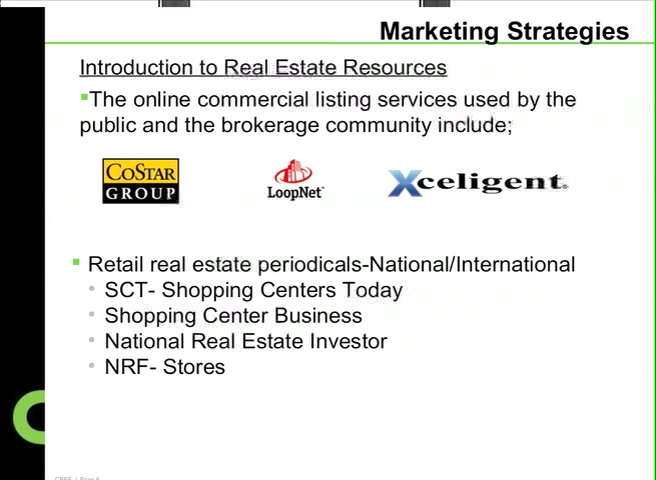 Marketing Strategies
Introduction to Real Estate Resources
The online commercial listing services used by the
public and the brokerage community include;
COSTAR
GROUP
LoopNet
Xceligent
Retail real estate periodicals-National/International
SCT- Shopping Centers Today
Shopping Center Business
National Real Estate Investor
NRF- Stores